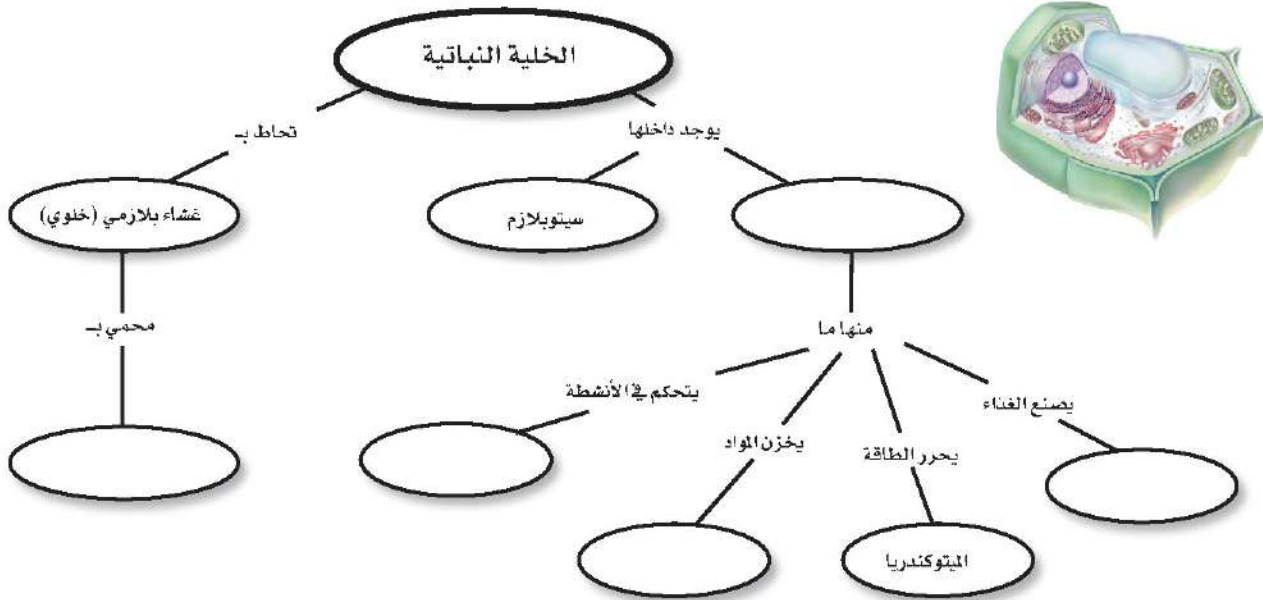 الخلية النباتية
يوجد داخلها
تحاط بـ
سيتوبلازم
غشاء بلازمي (خلوي)
منها ما
محمي بـ
يصنع الغذاء
يحرر الطاقة
يخزن المواد
يتحكم في الأنشطة
الميتوكندريا